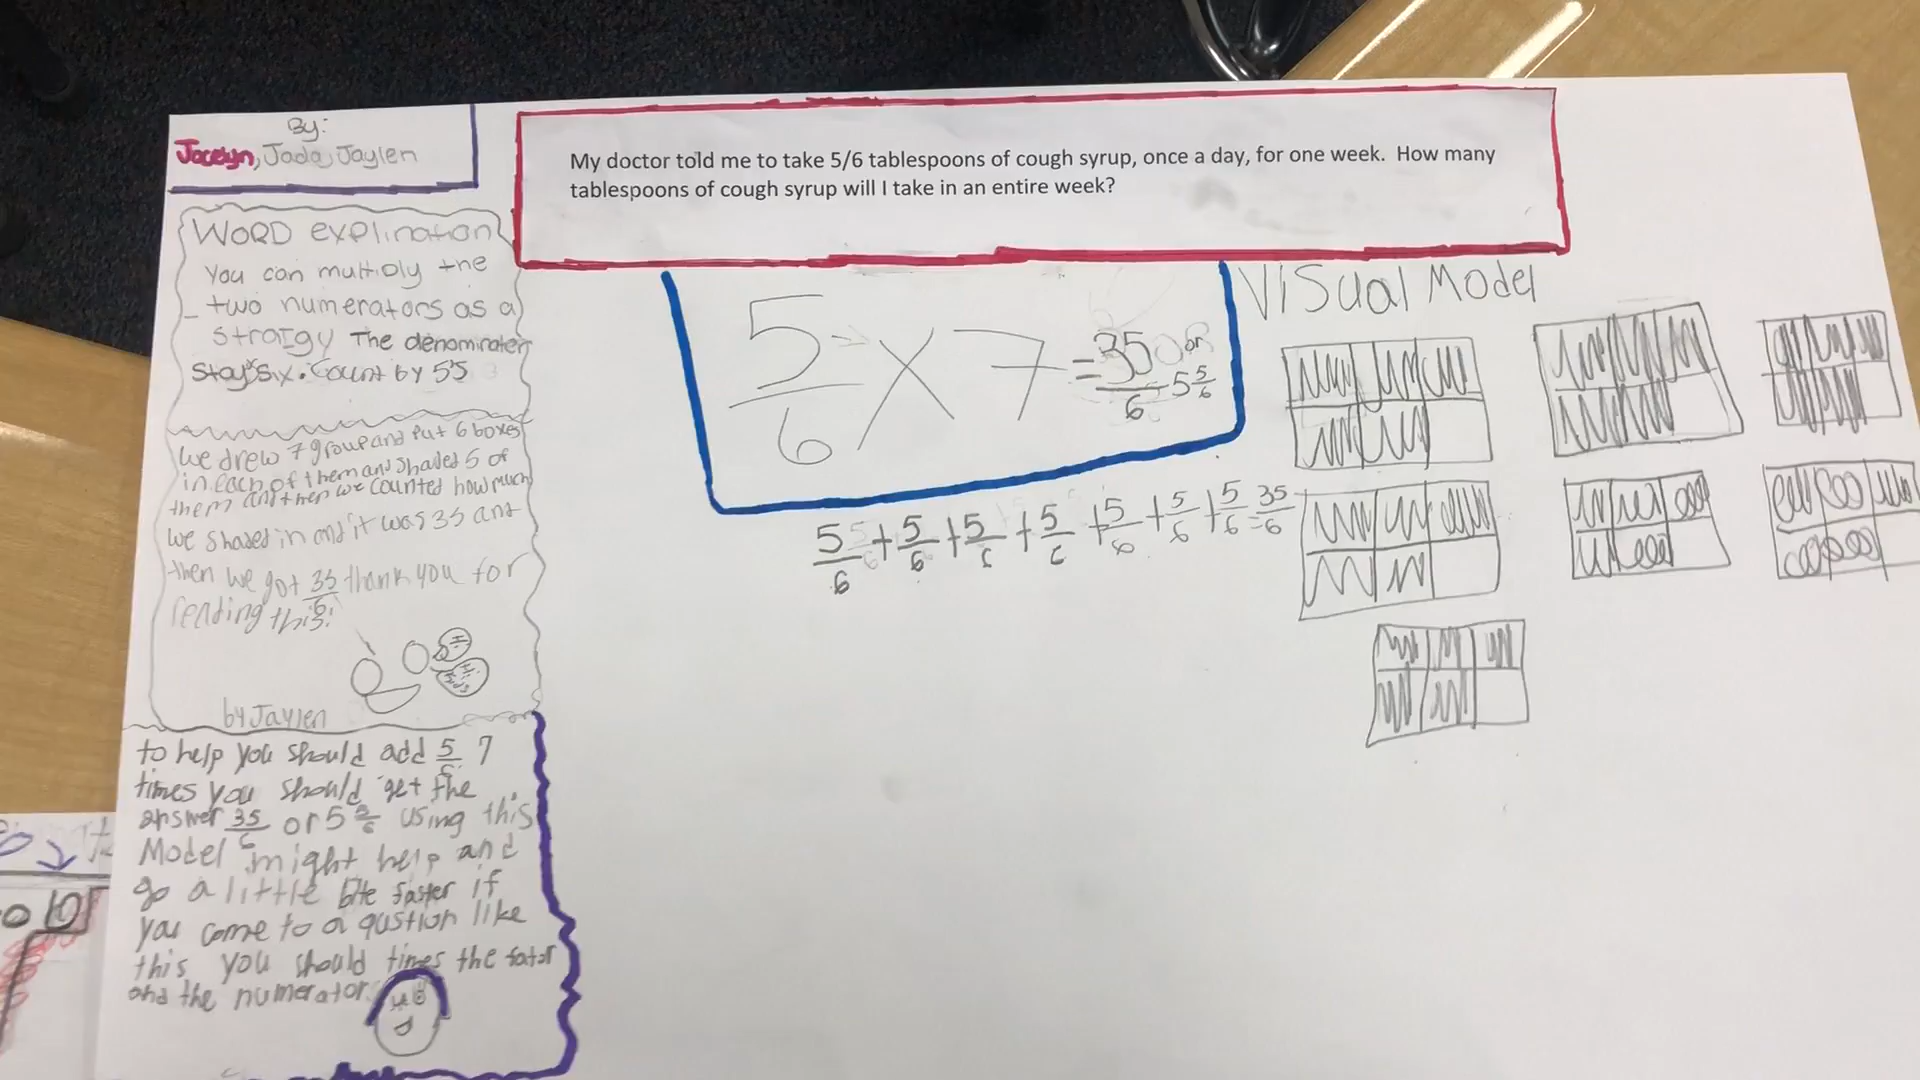 By:
Jocelyn, Jada, Jaylen
My doctor told me to take 5/6 tablespoons of cough syrup, once a day, for one week. How many
tablespoons of cough syrup will I take in an entire week?
WORD explination
You can multioly the
two numerators as a
stratgy The denominater
stay's six. Count by 5's
we drew 7 group and put 6 boxes
in each of them and shaded 5 of
them and then we counted how much
we shaded in and it was 35 and
then we got 35/6 thank you for
reading this!
by Jaylen
to help you should add 5/6 7
times you should get the
answer 35/6 or 5 5/6 using this
Model might help and
go a little bite faster if
you come to a qustion like
this you should times the
and the numerator.
5/6 X 7 = 35/6 or 5 5/6
5/6 + 5/6 + 5/6 + 5/6 + 5/6 + 5/6 + 5/6 = 35/6
Visual Model
10